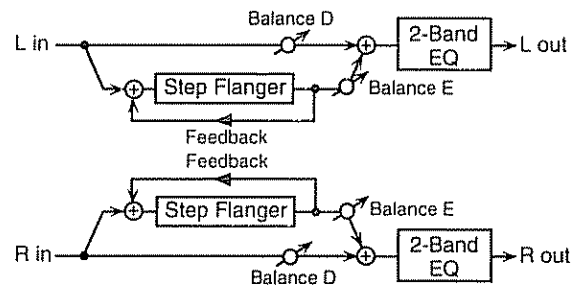 Balance D
L in
2-Band
EQ
L out
Step Flanger
Balance E
Feedback
Feedback
Step Flanger
Balance E
R in
2-Band
EQ
R out
Balance D